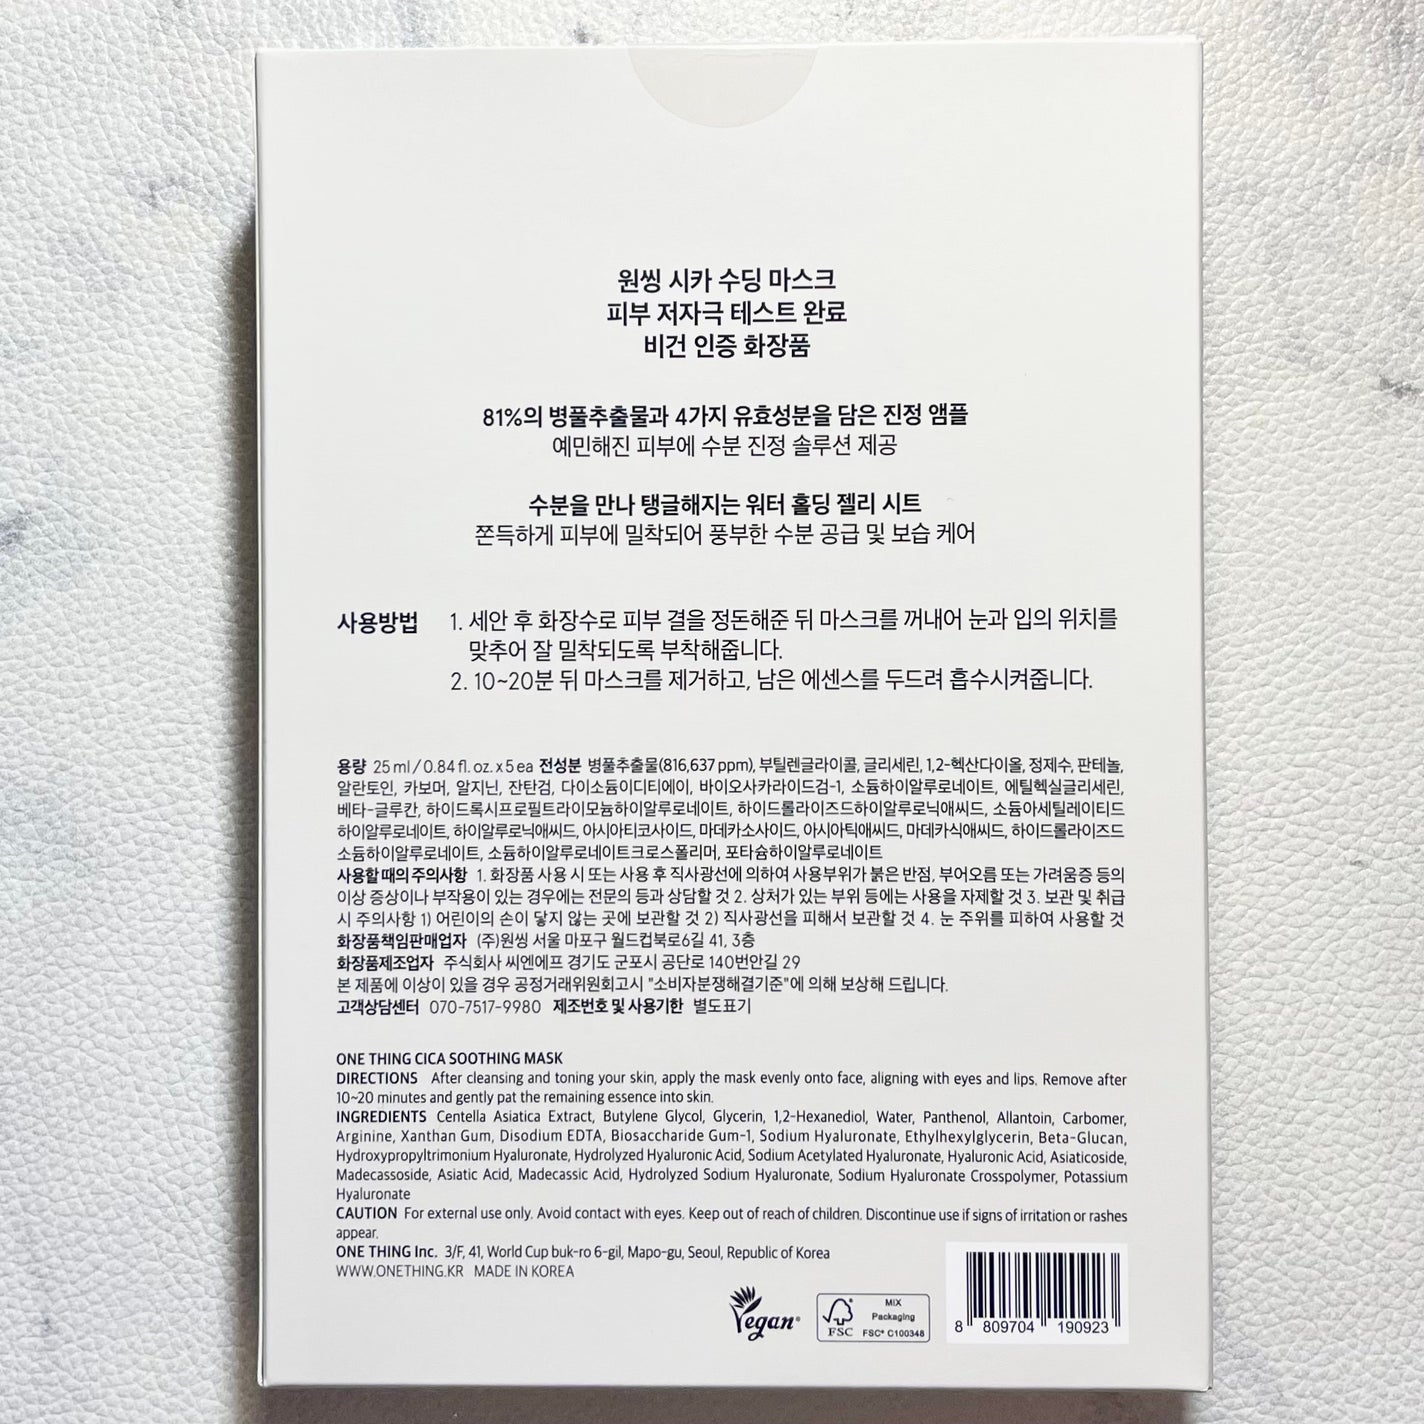 원씽 시카 수딩 마스크
피부 저자극 테스트 완료
비건 인증 화장품
81%의 병풀추출물과 4가지 유효성분을 담은 진정 앰플
예민해진 피부에 수분 진정 솔루션 제공
수분을 만나 탱글해지는 워터 홀딩 젤리 시트
쫀득하게 피부에 밀착되어 풍부한 수분 공급 및 보습 케어
사용방법 1. 세안 후 화장수로 피부 결을 정돈해준 뒤 마스크를 꺼내어 눈과 입의 위치를
맞추어 잘 밀착되도록 부착해줍니다.
2. 10~20분 뒤 마스크를 제거하고, 남은 에센스를 두드려 흡수시켜줍니다.
용량 25 ml / 0.84 fl. oz. x 5 ea 전성분 병풀추출물(816,637 ppm), 부틸렌글라이콜, 글리세린, 1,2-헥산다이올, 정제수, 판테놀,
알란토인, 카보머, 알지닌, 잔탄검, 다이소듐이디티에이, 바이오사카라이드검-1, 소듐하이알루로네이트, 에틸헥실글리세린,
베타-글루칸, 하이드록시프로필트라이모늄하이알루로네이트, 하이드롤라이즈드하이알루로닉애씨드, 소듐아세틸레이티드
하이알루로네이트, 하이알루로닉애씨드, 아시아티코사이드, 마데카소사이드, 아시아틱애씨드, 마데카식애씨드, 하이드롤라이즈드
소듐하이알루로네이트, 소듐하이알루로네이트크로스폴리머, 포타슘하이알루로네이트
사용할 때의 주의사항 1. 화장품 사용 시 또는 사용 후 직사광선에 의하여 사용부위가 붉은 반점, 부어오름 또는 가려움증 등의
이상 증상이나 부작용이 있는 경우에는 전문의 등과 상담할 것 2. 상처가 있는 부위 등에는 사용을 자제할 것 3. 보관 및 취급
시 주의사항 1) 어린이의 손이 닿지 않는 곳에 보관할 것 2) 직사광선을 피해서 보관할 것 4. 눈 주위를 피하여 사용할 것
화장품책임판매업자 (주)원씽 서울 마포구 월드컵북로6길 41, 3층
화장품제조업자 주식회사 씨엔에프 경기도 군포시 공단로 140번안길 29
본 제품에 이상이 있을 경우 공정거래위원회고시 "소비자분쟁해결기준"에 의해 보상해 드립니다.
고객상담센터 070-7517-9980 제조번호 및 사용기한 별도표기
ONE THING CICA SOOTHING MASK
DIRECTIONS After cleansing and toning your skin, apply the mask evenly onto face, aligning with eyes and lips. Remove after
10~20 minutes and gently pat the remaining essence into skin.
INGREDIENTS Centella Asiatica Extract, Butylene Glycol, Glycerin, 1,2-Hexanediol, Water, Panthenol, Allantoin, Carbomer,
Arginine, Xanthan Gum, Disodium EDTA, Biosaccharide Gum-1, Sodium Hyaluronate, Ethylhexylglycerin, Beta-Glucan,
Hydroxypropyltrimonium Hyaluronate, Hydrolyzed Hyaluronic Acid, Sodium Acetylated Hyaluronate, Hyaluronic Acid, Asiaticoside,
Madecassoside, Asiatic Acid, Madecassic Acid, Hydrolyzed Sodium Hyaluronate, Sodium Hyaluronate Crosspolymer, Potassium
Hyaluronate
CAUTION For external use only. Avoid contact with eyes. Keep out of reach of children. Discontinue use if signs of irritation or rashes
appear.
ONE THING Inc. 3/F, 41, World Cup buk-ro 6-gil, Mapo-gu, Seoul, Republic of Korea
WWW.ONETHING.KR MADE IN KOREA
Vegan®
FSC
MIX
Packaging
FSC® C100348
8 809704 190923